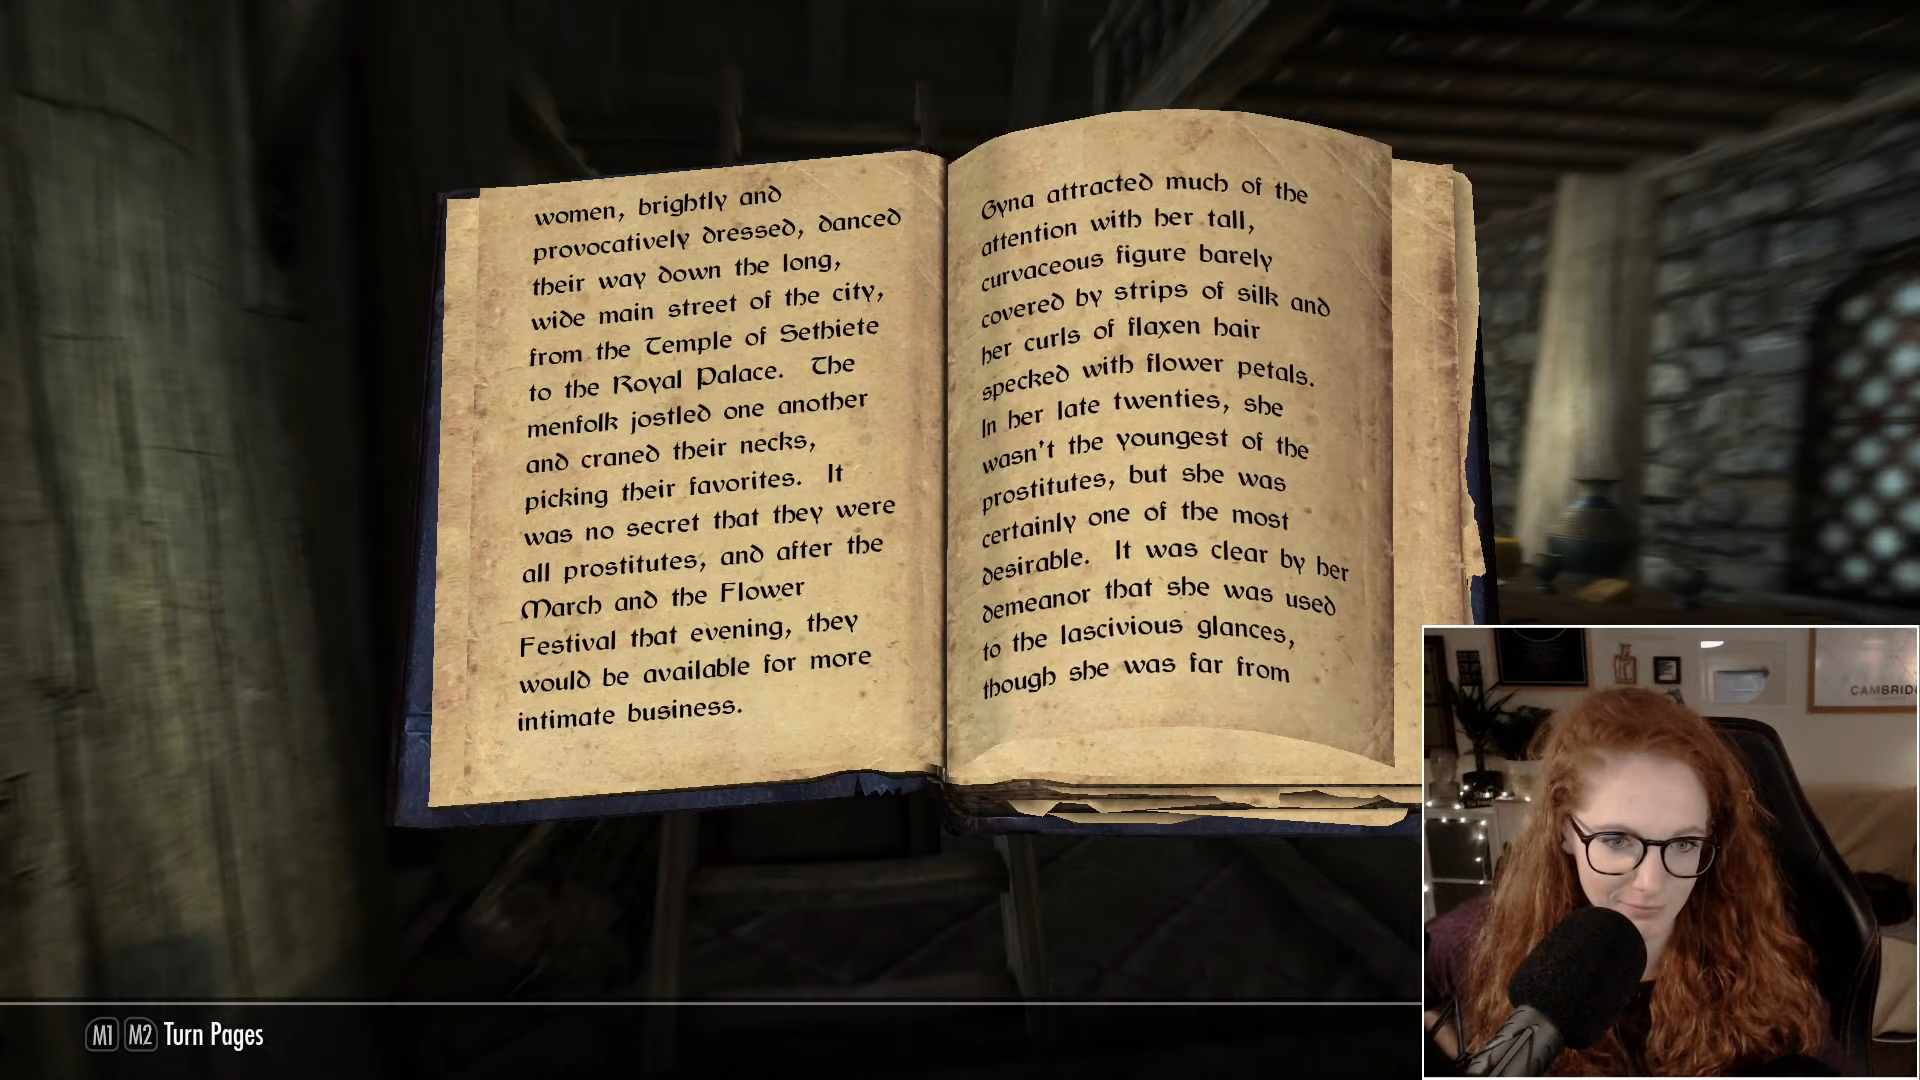 women, brightly and
provocatively dressed, danced
their way down the long,
wide main street of the city,
from the Temple of Sethiete
to the Royal Palace. The
menfolk jostled one another
and craned their necks,
picking their favorites. It
was no secret that they were
all prostitutes, and after the
March and the Flower
Festival that evening, they
would be available for more
intimate business.
Gyna attracted much of the
attention with her tall,
curvaceous figure barely
covered by strips of silk and
her curls of flaxen hair
specked with flower petals.
In her late twenties, she
wasn't the youngest of the
prostitutes, but she was
certainly one of the most
desirable. It was clear by her
demeanor that she was used
to the lascivious glances,
though she was far from
CAMBRIDG
M1 M2 Turn Pages